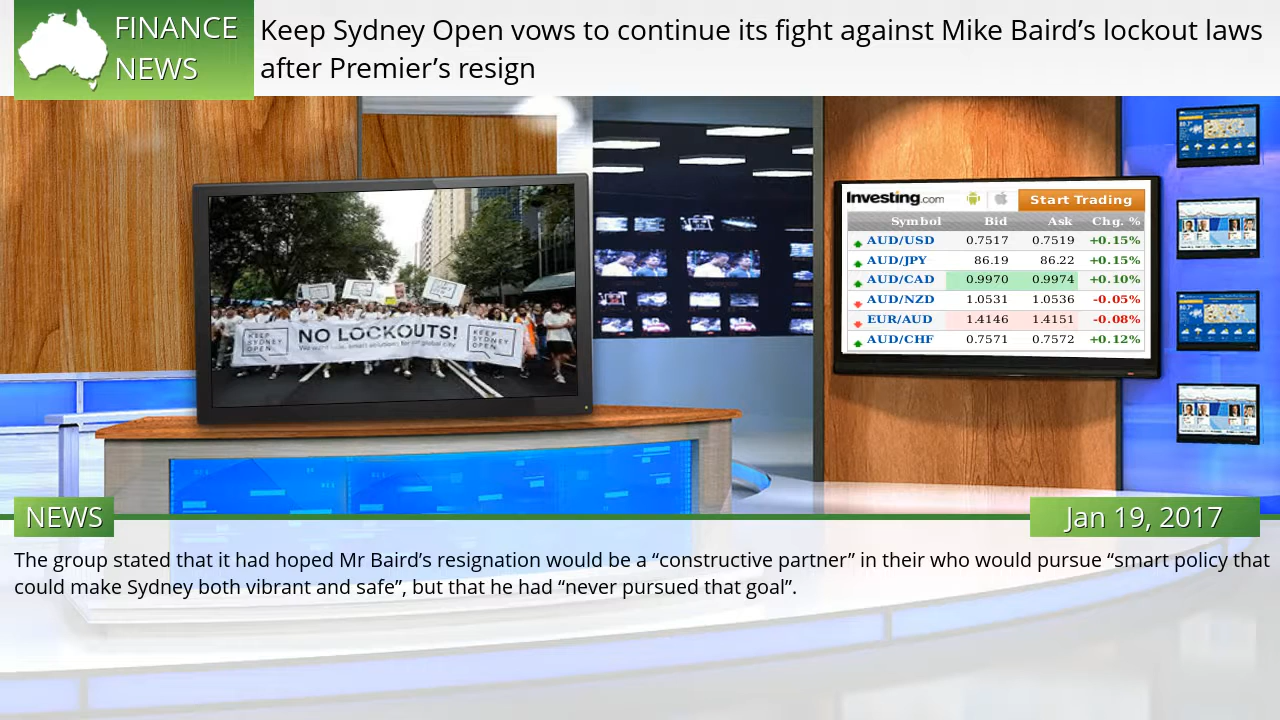 FINANCE
NEWS
Keep Sydney Open vows to continue its fight against Mike Baird’s lockout laws
after Premier’s resign
Investing.com
Start Trading
Symbol Bid Ask Chg. %
AUD/USD 0.7517 0.7519 +0.15%
AUD/JPY 86.19 86.22 +0.15%
AUD/CAD 0.9970 0.9974 +0.10%
AUD/NZD 1.0531 1.0536 -0.05%
EUR/AUD 1.4146 1.4151 -0.08%
AUD/CHF 0.7571 0.7572 +0.12%
KEEP
SYDNEY
OPEN
NO LOCKOUTS!
KEEP
SYDNEY
OPEN
NEWS
Jan 19, 2017
The group stated that it had hoped Mr Baird’s resignation would be a “constructive partner” in their who would pursue “smart policy that
could make Sydney both vibrant and safe”, but that he had “never pursued that goal”.